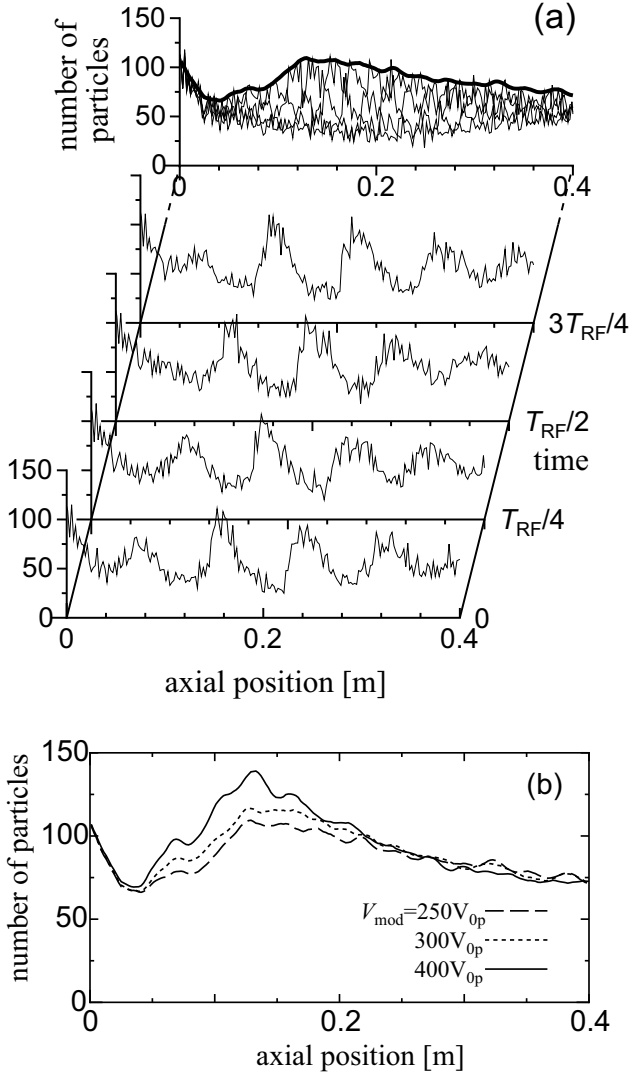 (a)
number of
particles
150
100
50
0
0 0.2 0.4
3T_RF/4
T_RF/2
time
T_RF/4
0
150
100
50
0
0 0.2 0.4
axial position [m]
(b)
number of particles
150
100
50
0
V_mod=250V_0p
300V_0p
400V_0p
0 0.2 0.4
axial position [m]